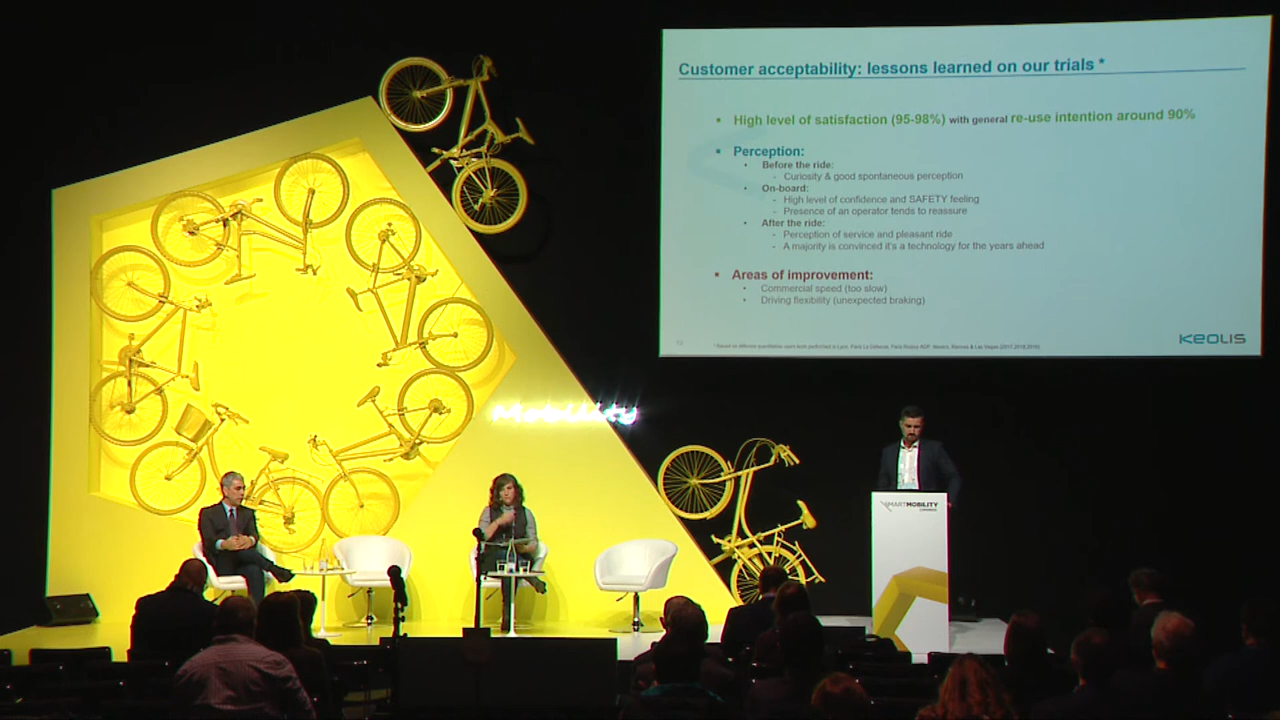 Customer acceptability: lessons learned on our trials *
▪ High level of satisfaction (95-98%) with general re-use intention around 90%
▪ Perception:
• Before the ride:
- Curiosity & good spontaneous perception
• On-board:
- High level of confidence and SAFETY feeling
- Presence of an operator tends to reassure
• After the ride:
- Perception of service and pleasant ride
- A majority is convinced it's a technology for the years ahead
▪ Areas of improvement:
• Commercial speed (too slow)
• Driving flexibility (unexpected braking)
KEOLIS
Mobility
SMARTMOBILITY
CONGRESS